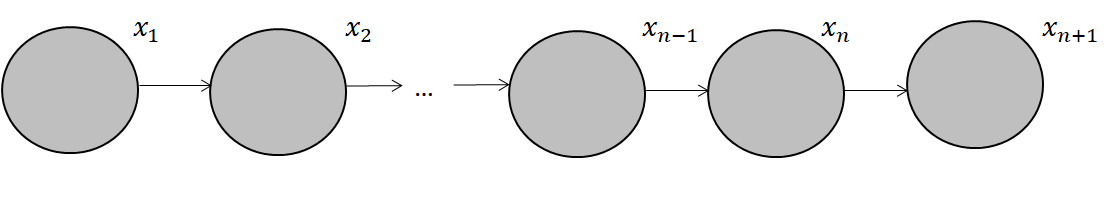 x₁ x₂ ... xₙ₋₁ xₙ xₙ₊₁